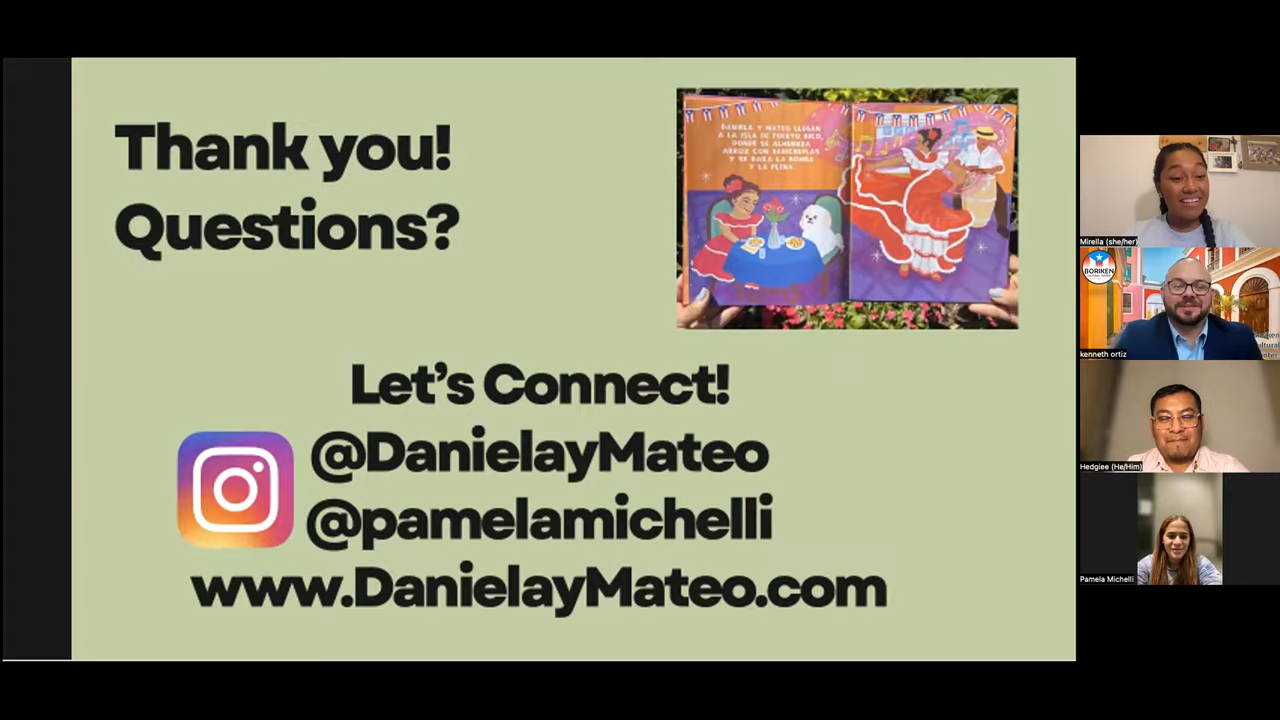 Thank you!
Questions?
DANIELA Y MATEO LLEGAN
A LA ISLA DE PUERTO RICO,
DONDE SE ALMUERZA
ARROZ CON HABICHUELAS
Y SE BAILA LA BOMBA
Y LA PLENA.
Let's Connect!
@DanielayMateo
@pamelamichelli
www.DanielayMateo.com
Mirella (she/her)
BORIKEN
kenneth ortiz
Hedgiee (He/Him)
Pamela Michelli